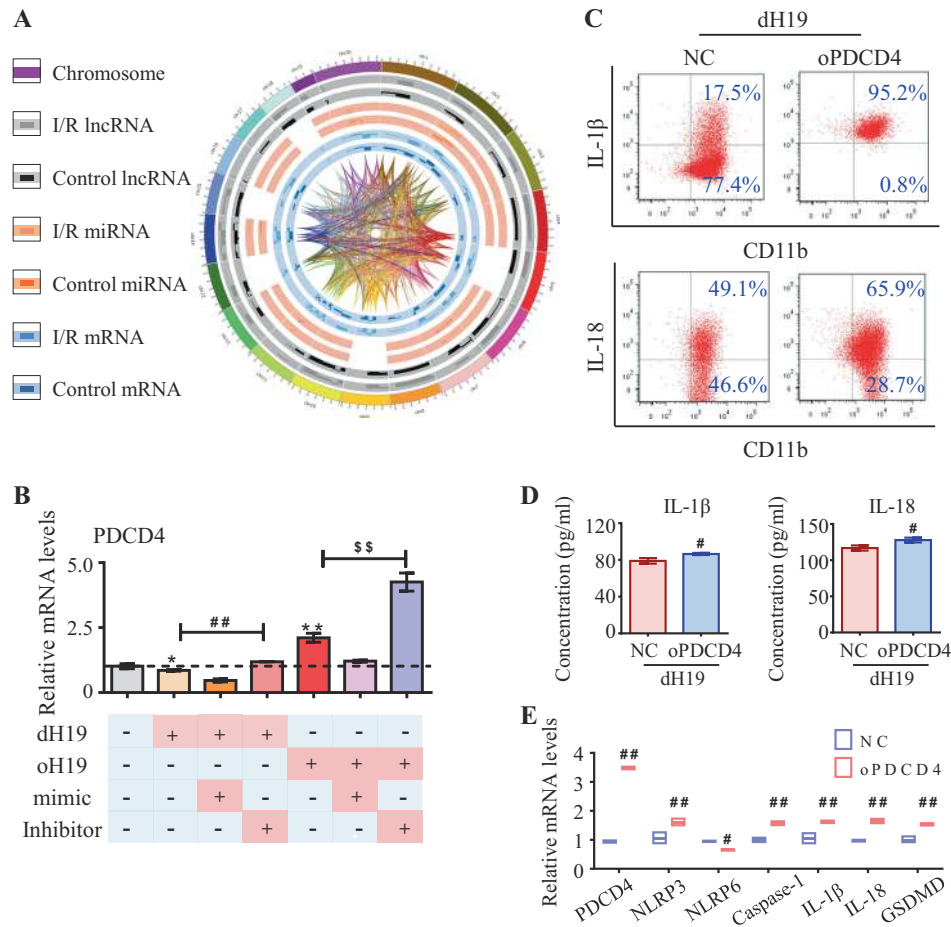 A
Chromosome
I/R lncRNA
Control lncRNA
I/R miRNA
Control miRNA
I/R mRNA
Control mRNA
B
PDCD4
Relative mRNA levels
5.0
2.5
0
*
##
**
$$
dH19 - + + + - - -
oH19 - - - - + + +
mimic - - + - - + -
Inhibitor - - - + - - +
C
dH19
NC oPDCD4
IL-1β
17.5%
77.4%
95.2%
0.8%
CD11b
IL-18
49.1%
46.6%
65.9%
28.7%
CD11b
D
IL-1β
Concentration (pg/ml)
120
80
40
0
#
NC oPDCD4
dH19
IL-18
Concentration (pg/ml)
150
100
50
0
#
NC oPDCD4
dH19
E
Relative mRNA levels
4
3
2
1
0
NC
oPDCD4
## ## # ## ## ## ##
PDCD4 NLRP3 NLRP6 Caspase-1 IL-1β IL-18 GSDMD